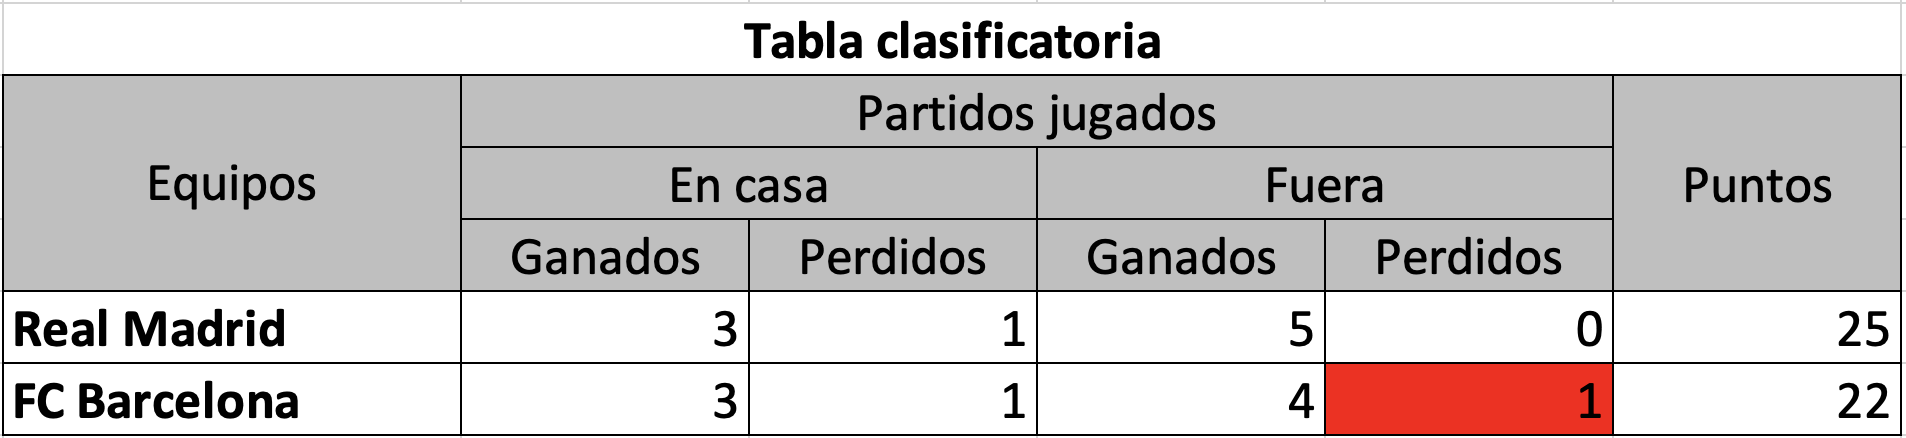 Tabla clasificatoria
Equipos Partidos jugados Puntos
En casa Fuera
Ganados Perdidos Ganados Perdidos
Real Madrid 3 1 5 0 25
FC Barcelona 3 1 4 1 22